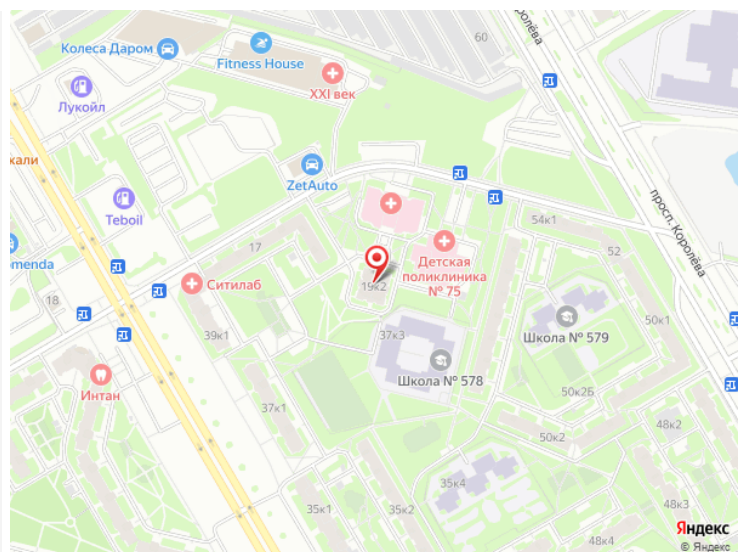 60
просп. Королёва
Колеса Даром
Fitness House
XXI век
Лукойл
ZetAuto
Teboil
просп. Королёва
54к1
52
17
Детская
поликлиника
№ 75
Ситилаб
19к2
18
39к1
37к3
Школа № 579
50к1
Школа № 578
Интан
50к2Б
37к1
50к2
48к2
35к4
35к1
35к2
48к3
48к4
Яндекс
© Яндекс